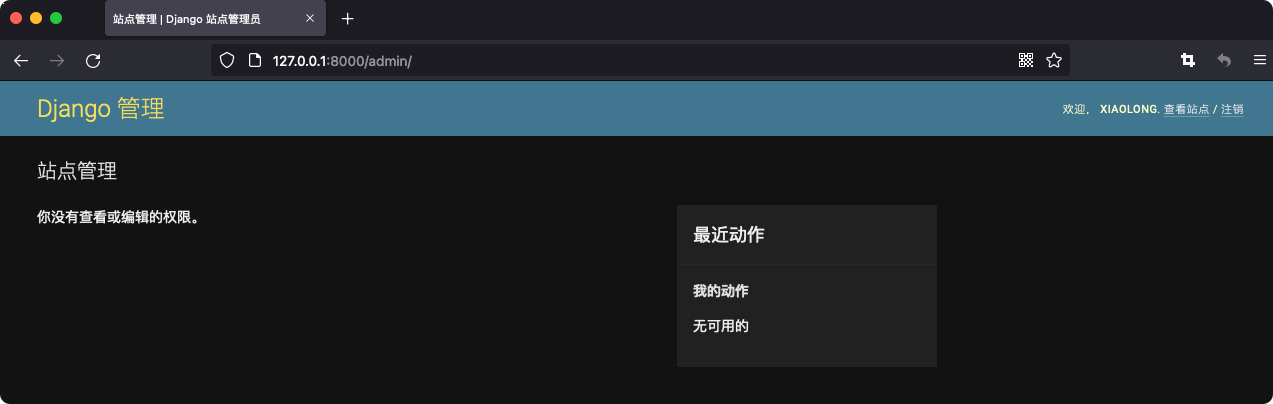 站点管理 | Django 站点管理员
127.0.0.1:8000/admin/
Django 管理
欢迎， XIAOLONG. 查看站点 / 注销
站点管理
你没有查看或编辑的权限。
最近动作
我的动作
无可用的